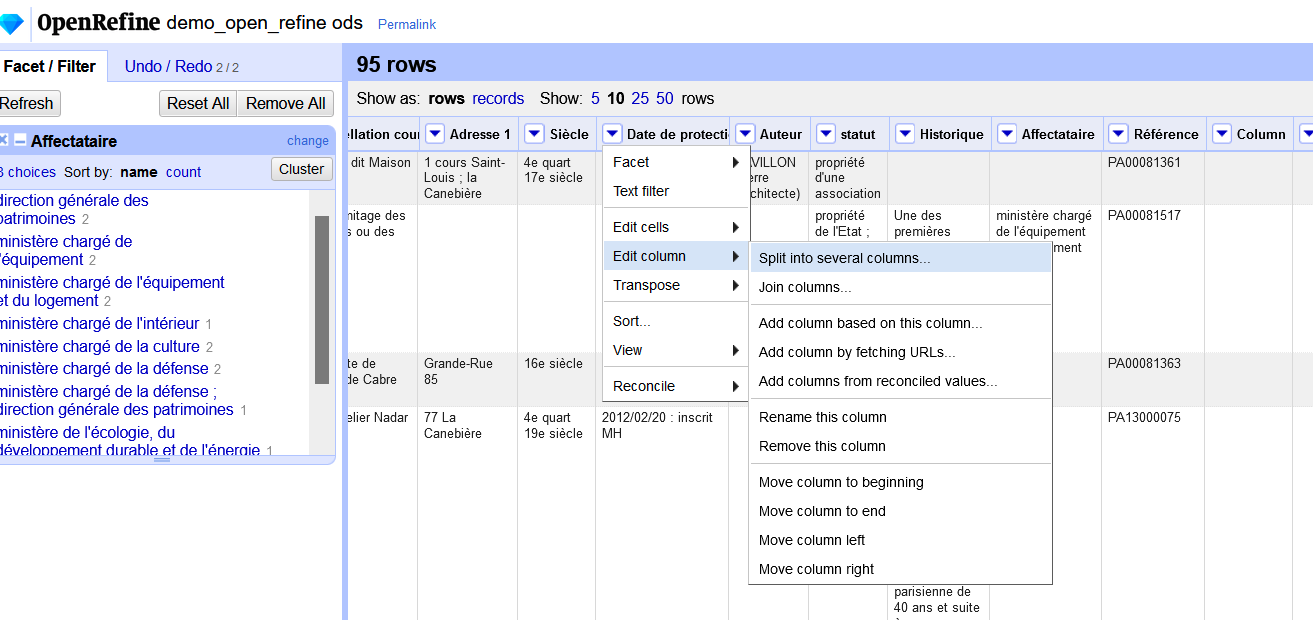 OpenRefine demo_open_refine ods Permalink
Facet / Filter Undo / Redo 2 / 2
95 rows
Refresh Reset All Remove All
Show as: rows records Show: 5 10 25 50 rows
Affectataire change
choices Sort by: name count
Cluster
direction générale des
patrimoines 2
ministère chargé de
l'équipement 2
ministère chargé de l'équipement
et du logement 2
ministère chargé de l'intérieur 1
ministère chargé de la culture 2
ministère chargé de la défense 2
ministère chargé de la défense ;
direction générale des patrimoines 1
ministère de l'écologie, du
développement durable et de l'énergie 1
ellation cour Adresse 1 Siècle Date de protecti Auteur statut Historique Affectataire Référence Column
dit Maison
1 cours Saint-
Louis ; la
Canebière
4e quart
17e siècle
VILLON
erre
chitecte)
propriété
d'une
association
PA00081361
mitage des
s ou des
propriété
de l'Etat ;
Une des
premières
ministère chargé
de l'équipement
ment
PA00081517
te de
de Cabre
Grande-Rue
85
16e siècle
PA00081363
elier Nadar
77 La
Canebière
4e quart
19e siècle
2012/02/20 : inscrit
MH
PA13000075
parisienne de
40 ans et suite
Facet
Text filter
Edit cells
Edit column
Transpose
Sort...
View
Reconcile
Split into several columns...
Join columns...
Add column based on this column...
Add column by fetching URLs...
Add columns from reconciled values...
Rename this column
Remove this column
Move column to beginning
Move column to end
Move column left
Move column right